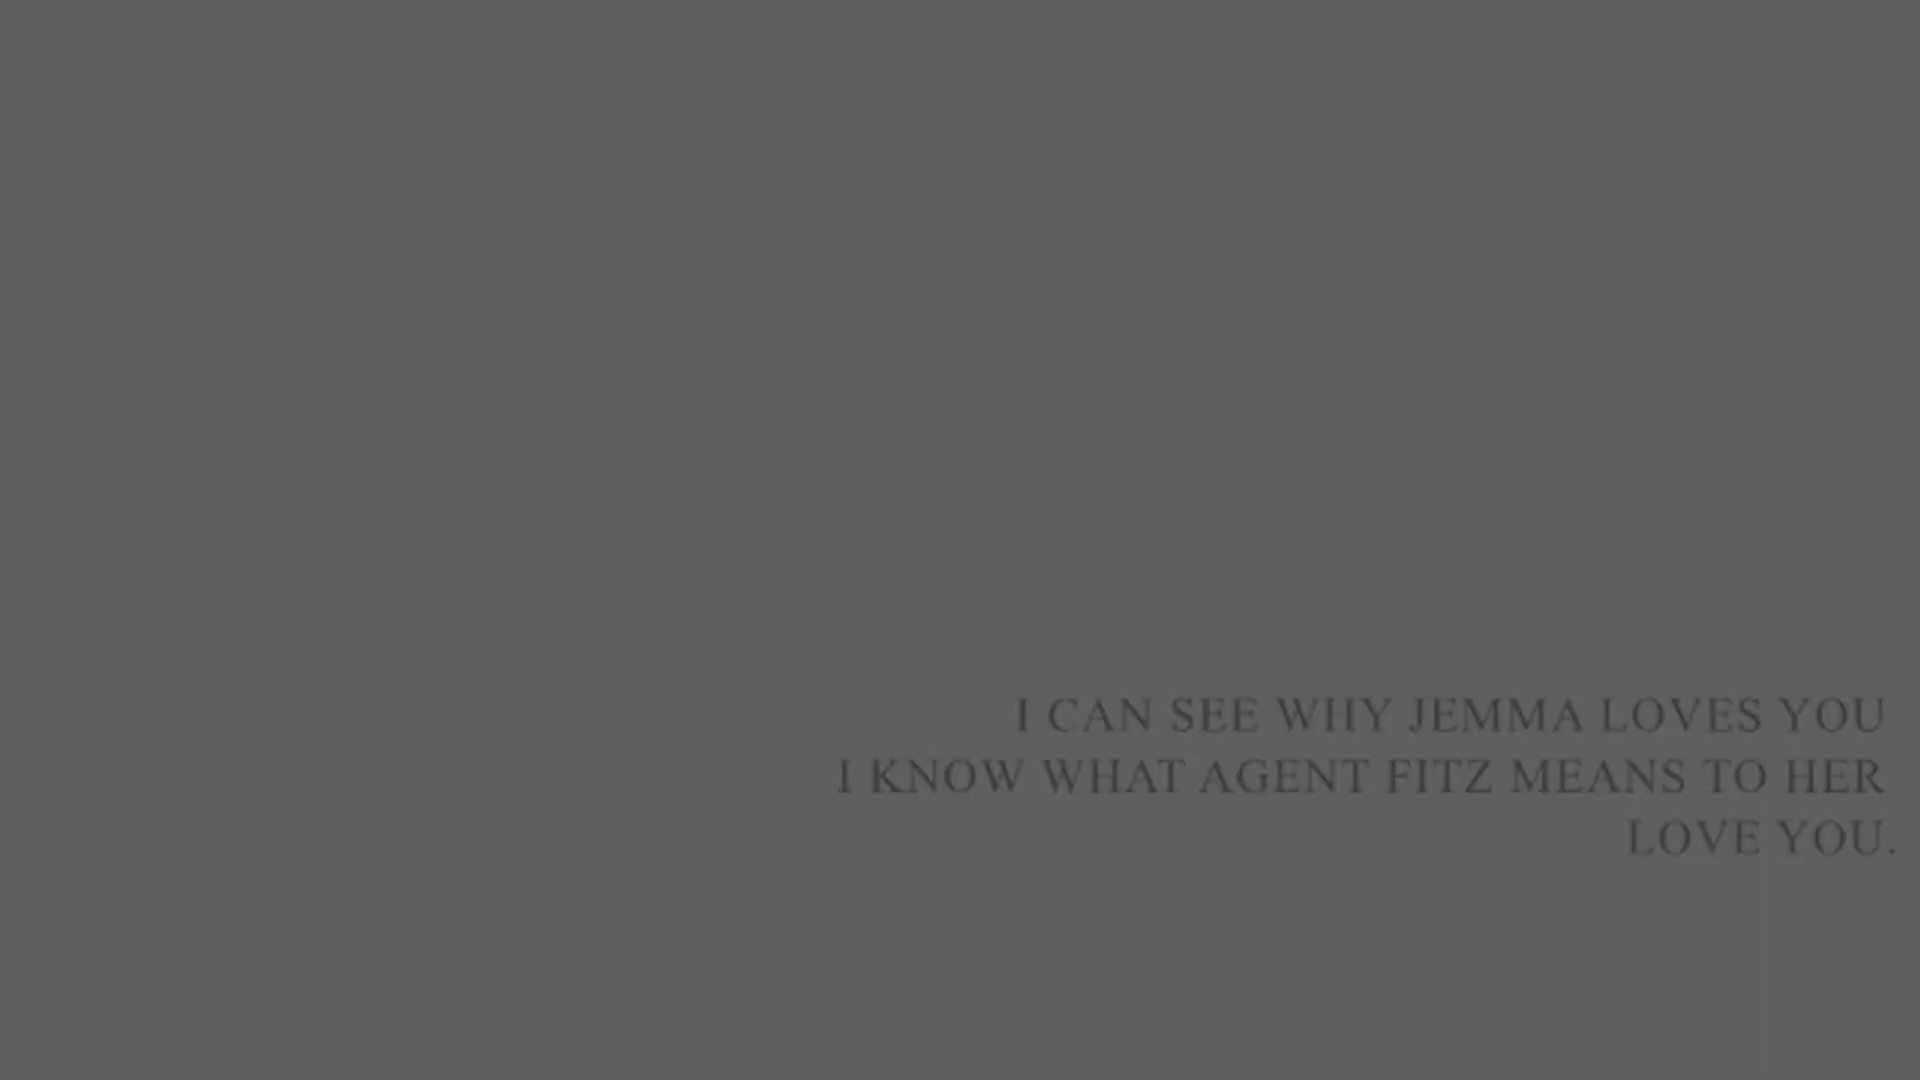 I CAN SEE WHY JEMMA LOVES YOU
I KNOW WHAT AGENT FITZ MEANS TO HER
LOVE YOU.